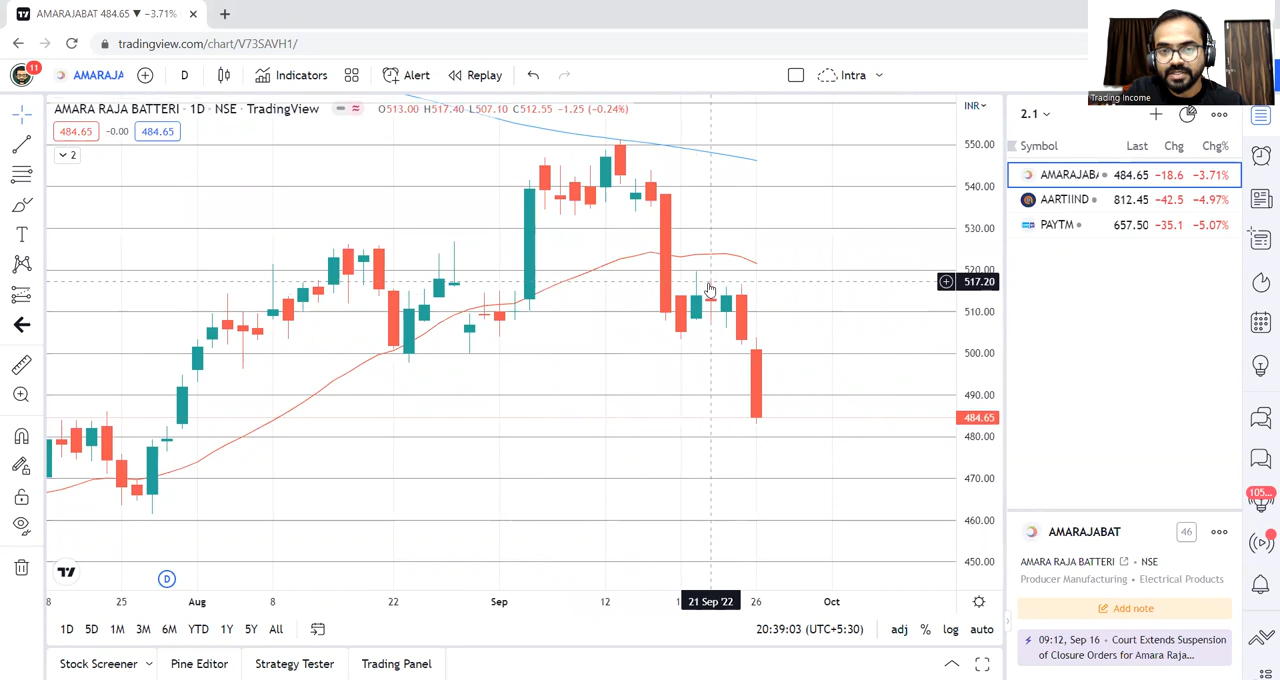 AMARAJABAT 484.65 ▼ −3.71%
tradingview.com/chart/V73SAVH1/
11
AMARAJA
D
Indicators
Alert
Replay
Intra
Trading Income
AMARA RAJA BATTERI · 1D · NSE · TradingView
O513.00 H517.40 L507.10 C512.55 −1.25 (−0.24%)
INR
484.65
-0.00
484.65
2
550.00
540.00
530.00
520.00
517.20
510.00
500.00
490.00
484.65
480.00
470.00
460.00
450.00
D
8
25
Aug
8
22
Sep
12
21 Sep '22
26
Oct
1D
5D
1M
3M
6M
YTD
1Y
5Y
All
20:39:03 (UTC+5:30)
adj
%
log
auto
Stock Screener
Pine Editor
Strategy Tester
Trading Panel
2.1
Symbol Last Chg Chg%
AMARAJABA 484.65 −18.6 −3.71%
AARTIIND 812.45 −42.5 −4.97%
PAYTM 657.50 −35.1 −5.07%
AMARAJABAT
46
AMARA RAJA BATTERI • NSE
Producer Manufacturing • Electrical Products
Add note
09:12, Sep 16 • Court Extends Suspension
of Closure Orders for Amara Raja...
105...